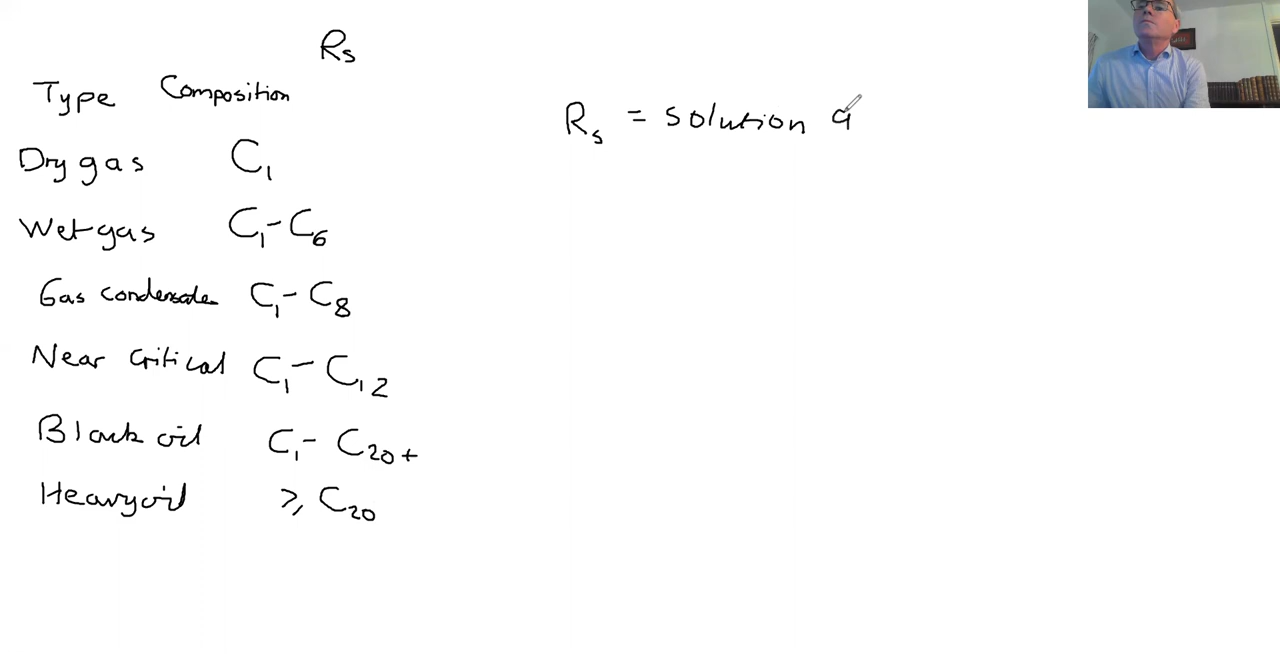 Rs
Type Composition
Rs = solution g
Dry gas C1
Wet gas C1-C6
Gas condensate C1-C8
Near critical C1-C12
Black oil C1-C20+
Heavy oil ≥ C20